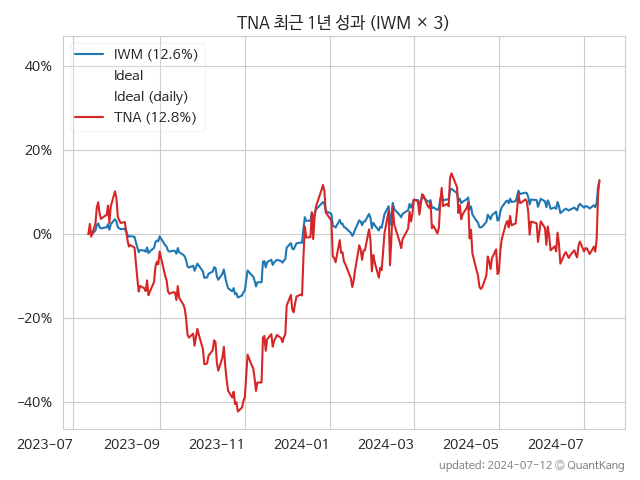 TNA 최근 1년 성과 (IWM × 3)
IWM (12.6%)
Ideal
Ideal (daily)
TNA (12.8%)
40%
20%
0%
−20%
−40%
2023-07
2023-09
2023-11
2024-01
2024-03
2024-05
2024-07
updated: 2024-07-12 © QuantKang